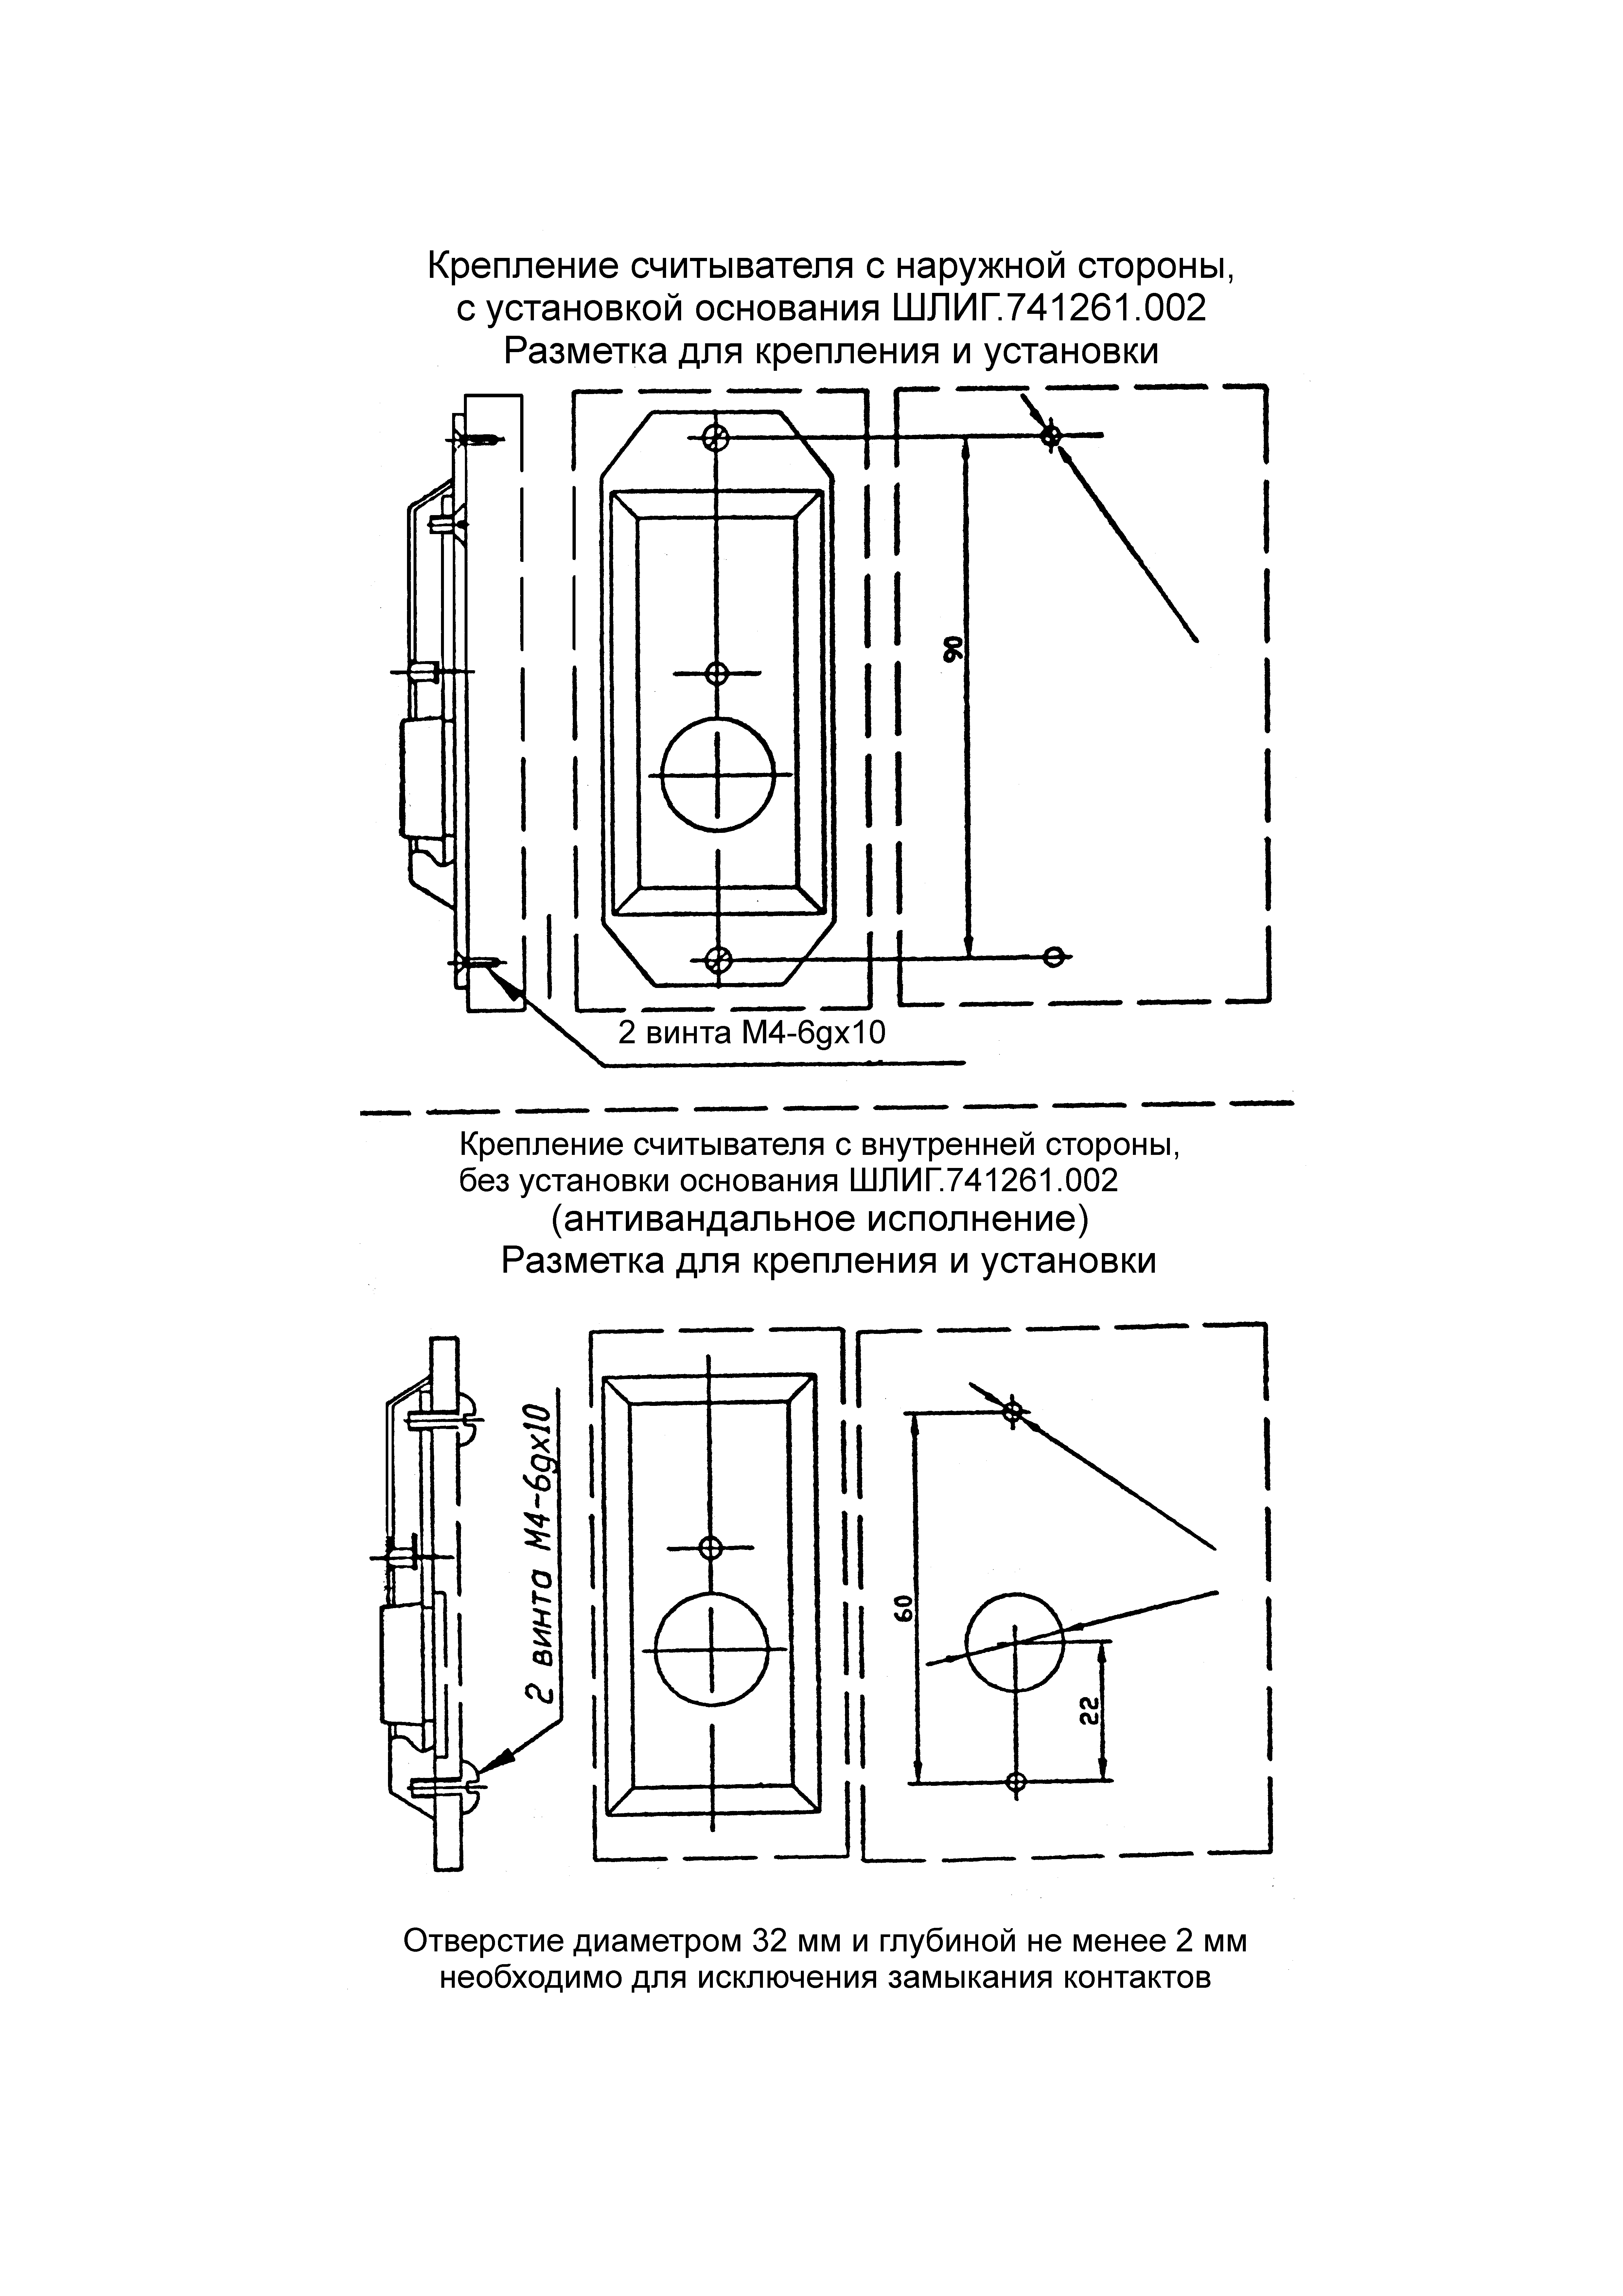 Крепление считывателя с наружной стороны,
с установкой основания ШЛИГ.741261.002
Разметка для крепления и установки
90
2 винта М4-6gх10
Крепление считывателя с внутренней стороны,
без установки основания ШЛИГ.741261.002
(антивандальное исполнение)
Разметка для крепления и установки
2 винта М4-6gх10
60
22
Отверстие диаметром 32 мм и глубиной не менее 2 мм
необходимо для исключения замыкания контактов